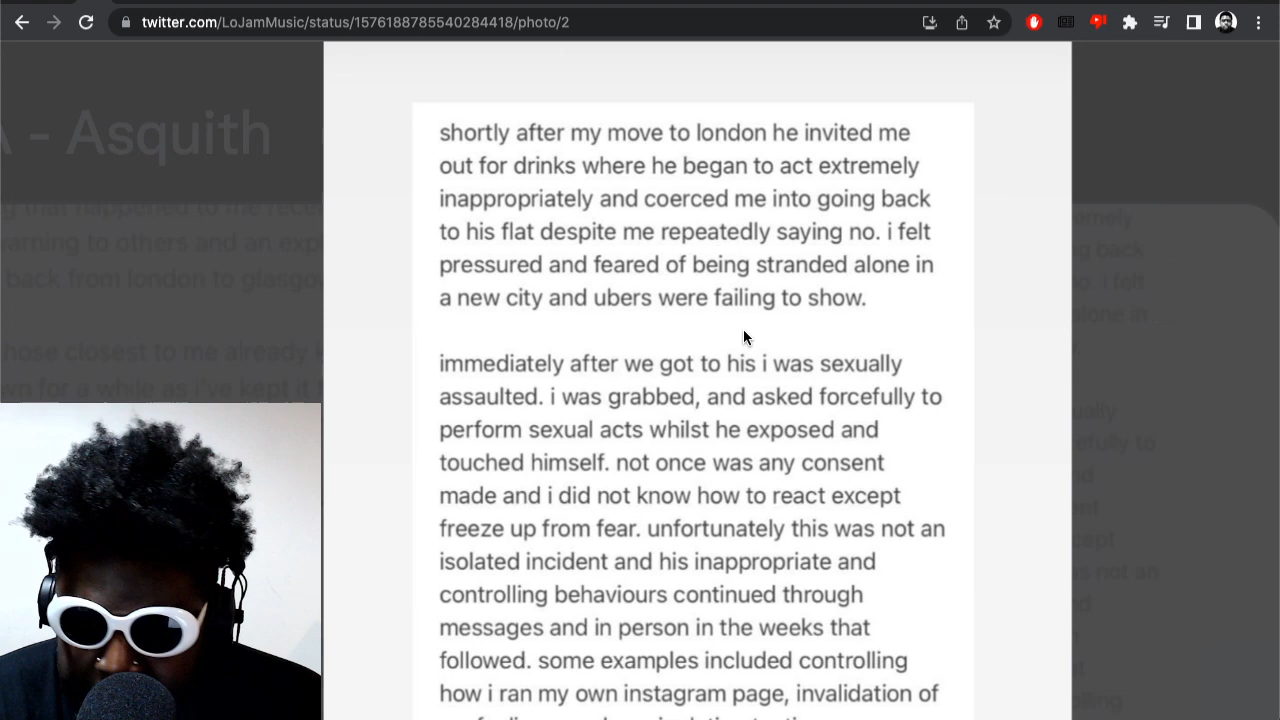 twitter.com/LoJamMusic/status/1576188785540284418/photo/2
- Asquith
shortly after my move to london he invited me
out for drinks where he began to act extremely
inappropriately and coerced me into going back
to his flat despite me repeatedly saying no. i felt
pressured and feared of being stranded alone in
a new city and ubers were failing to show.
immediately after we got to his i was sexually
assaulted. i was grabbed, and asked forcefully to
perform sexual acts whilst he exposed and
touched himself. not once was any consent
made and i did not know how to react except
freeze up from fear. unfortunately this was not an
isolated incident and his inappropriate and
controlling behaviours continued through
messages and in person in the weeks that
followed. some examples included controlling
how i ran my own instagram page, invalidation of